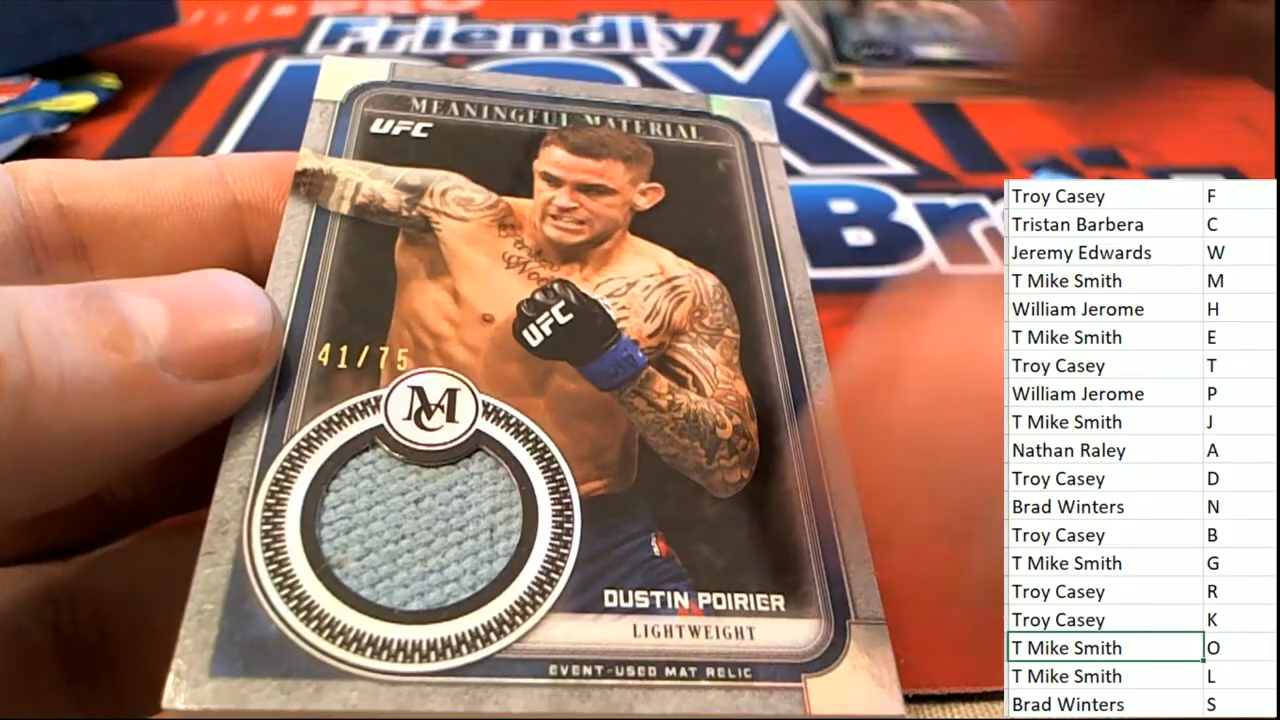 Friendly
BOX
Br
MEANINGFUL MATERIAL
UFC
UFC
41/75
MC
DUSTIN POIRIER
LIGHTWEIGHT
EVENT-USED MAT RELIC
Troy Casey F
Tristan Barbera C
Jeremy Edwards W
T Mike Smith M
William Jerome H
T Mike Smith E
Troy Casey T
William Jerome P
T Mike Smith J
Nathan Raley A
Troy Casey D
Brad Winters N
Troy Casey B
T Mike Smith G
Troy Casey R
Troy Casey K
T Mike Smith O
T Mike Smith L
Brad Winters S